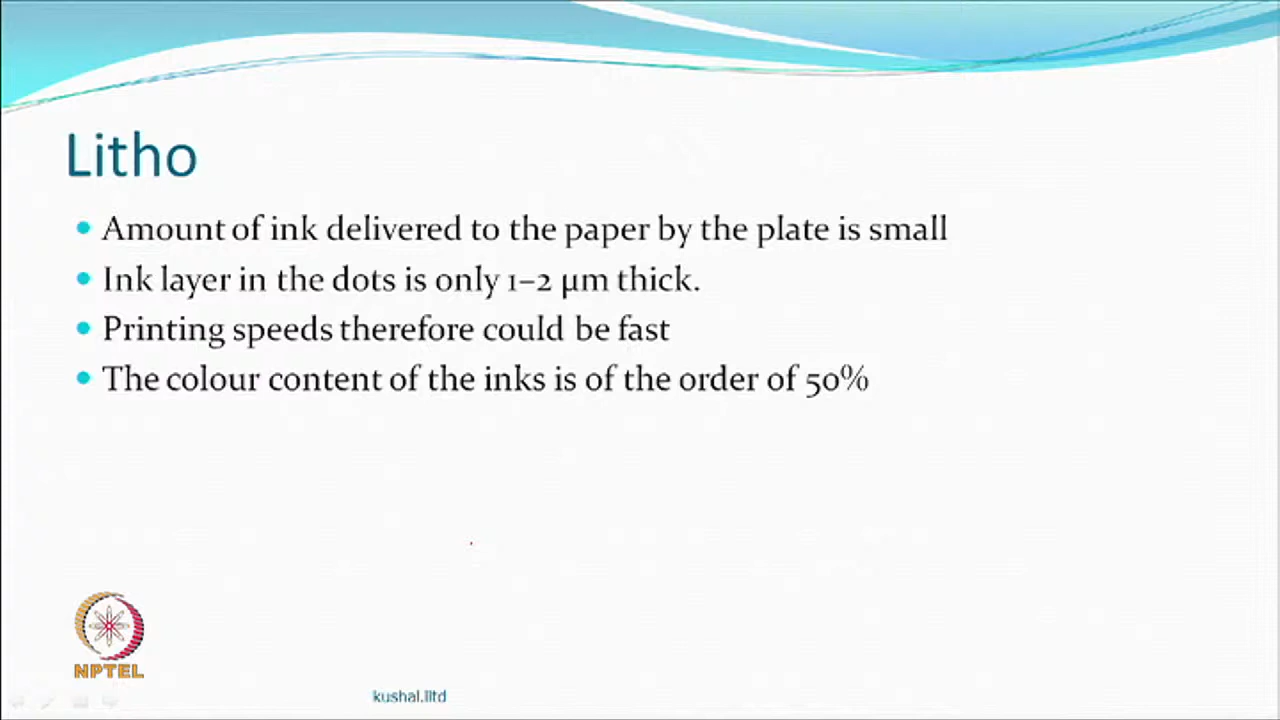 Litho
Amount of ink delivered to the paper by the plate is small
Ink layer in the dots is only 1–2 µm thick.
Printing speeds therefore could be fast
The colour content of the inks is of the order of 50%
NPTEL
kushal.iitd